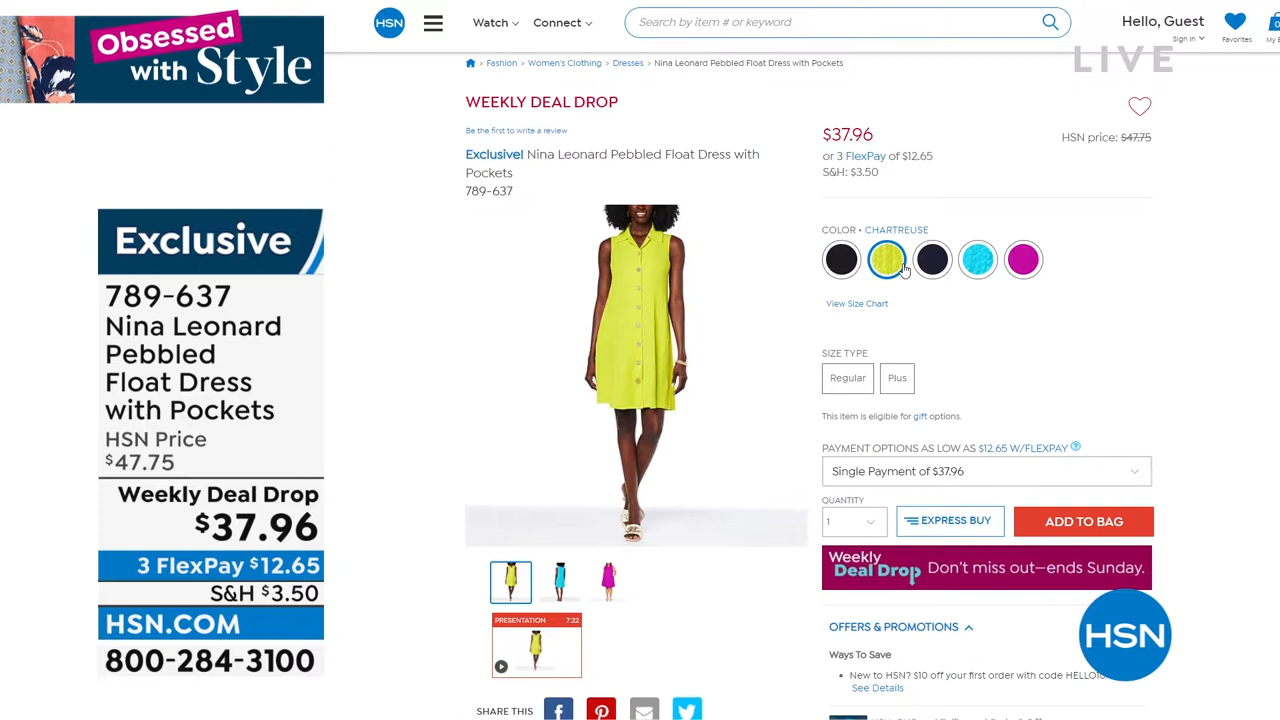 Obsessed
with Style
Exclusive
789-637
Nina Leonard
Pebbled
Float Dress
with Pockets
HSN Price
$47.75
Weekly Deal Drop
$37.96
3 FlexPay $12.65
S&H $3.50
HSN.COM
800-284-3100
HSN
Watch
Connect
Search by item # or keyword
Hello, Guest
Sign In
Favorites
0
LIVE
> Fashion > Women's Clothing > Dresses > Nina Leonard Pebbled Float Dress with Pockets
WEEKLY DEAL DROP
Be the first to write a review
Exclusive! Nina Leonard Pebbled Float Dress with
Pockets
789-637
PRESENTATION 7:22
SHARE THIS
$37.96
HSN price: $47.75
or 3 FlexPay of $12.65
S&H: $3.50
COLOR • CHARTREUSE
View Size Chart
SIZE TYPE
Regular Plus
This item is eligible for gift options.
PAYMENT OPTIONS AS LOW AS $12.65 W/FLEXPAY ?
Single Payment of $37.96
QUANTITY
1
EXPRESS BUY
ADD TO BAG
Weekly
Deal Drop Don't miss out—ends Sunday.
OFFERS & PROMOTIONS
Ways To Save
• New to HSN? $10 off your first order with code
See Details
HSN